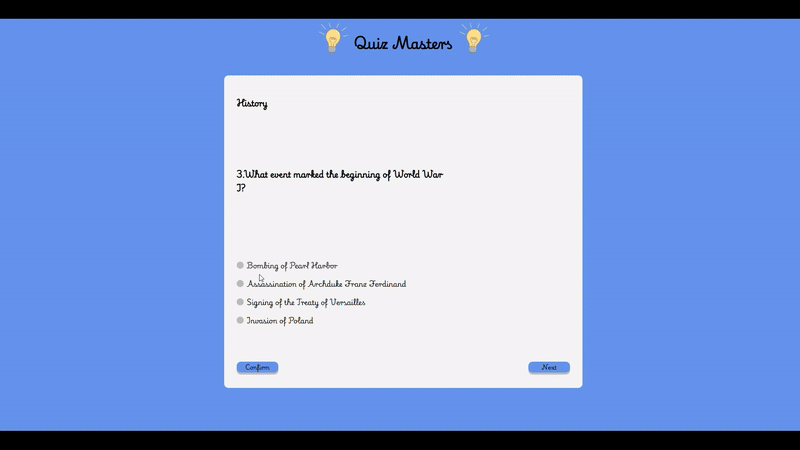 Quiz Masters
History
3.What event marked the beginning of World War
I?
Bombing of Pearl Harbor
Assassination of Archduke Franz Ferdinand
Signing of the Treaty of Versailles
Invasion of Poland
Confirm
Next